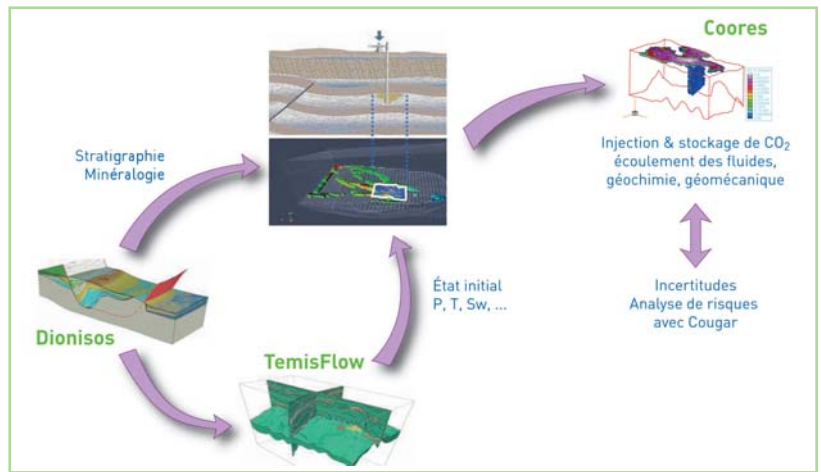 Coores
Injection & stockage de CO₂
écoulement des fluides,
géochimie, géomécanique
Stratigraphie
Minéralogie
État initial
P, T, Sw, ...
Incertitudes
Analyse de risques
avec Cougar
Dionisos
TemisFlow